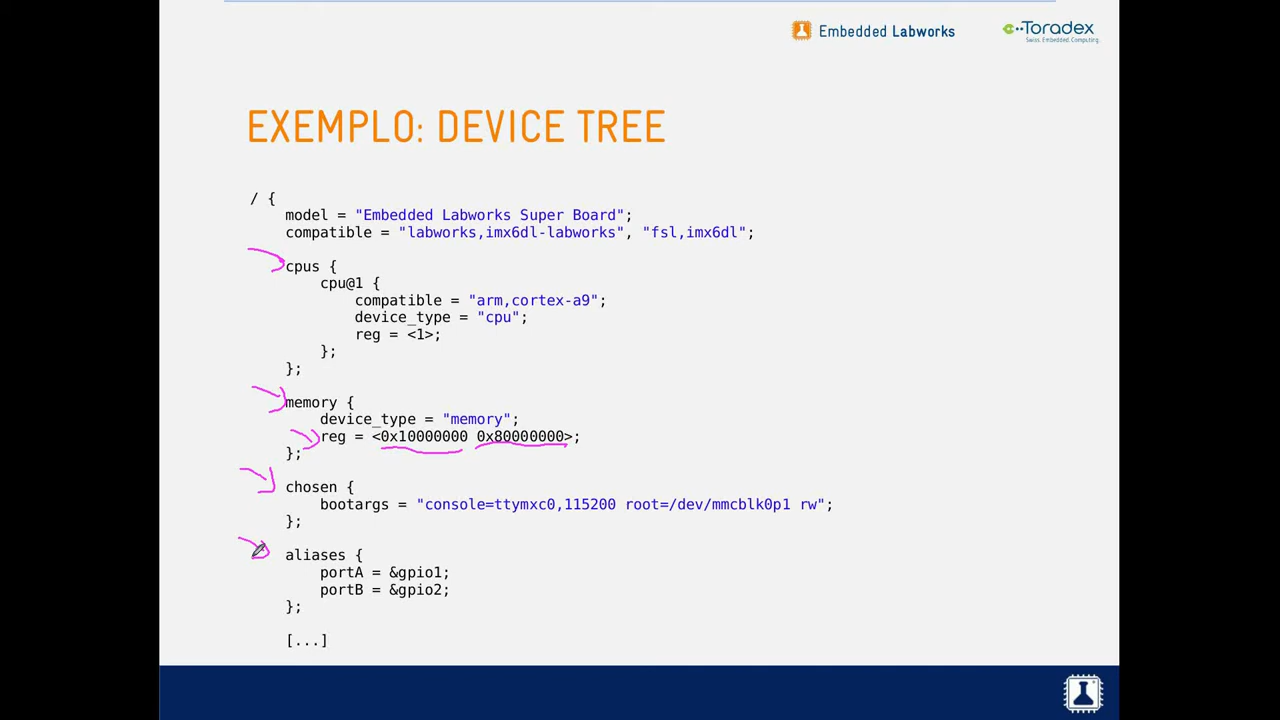 Embedded Labworks
Toradex
Swiss. Embedded. Computing.
EXEMPLO: DEVICE TREE
/ {
    model = "Embedded Labworks Super Board";
    compatible = "labworks,imx6dl-labworks", "fsl,imx6dl";
    cpus {
        cpu@1 {
            compatible = "arm,cortex-a9";
            device_type = "cpu";
            reg = <1>;
        };
    };
    memory {
        device_type = "memory";
        reg = <0x10000000 0x80000000>;
    };
    chosen {
        bootargs = "console=ttymxc0,115200 root=/dev/mmcblk0p1 rw";
    };
    aliases {
        portA = &gpio1;
        portB = &gpio2;
    };
    [...]